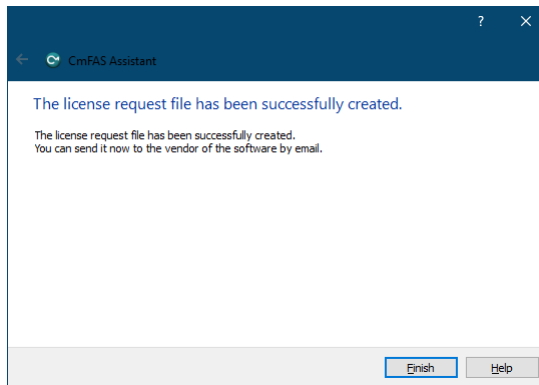 ?
CmFAS Assistant
The license request file has been successfully created.
The license request file has been successfully created.
You can send it now to the vendor of the software by email.
Finish
Help